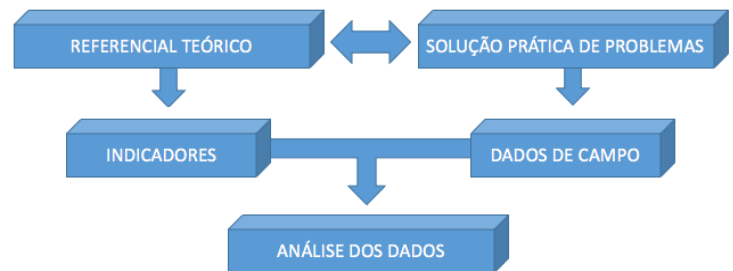 REFERENCIAL TEÓRICO
SOLUÇÃO PRÁTICA DE PROBLEMAS
INDICADORES
DADOS DE CAMPO
ANÁLISE DOS DADOS